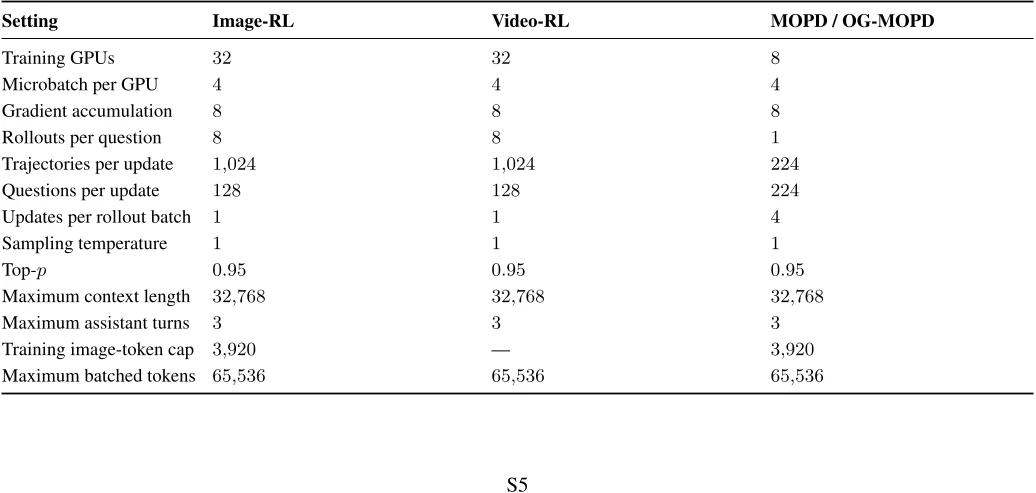 Setting Image-RL Video-RL MOPD / OG-MOPD
Training GPUs 32 32 8
Microbatch per GPU 4 4 4
Gradient accumulation 8 8 8
Rollouts per question 8 8 1
Trajectories per update 1,024 1,024 224
Questions per update 128 128 224
Updates per rollout batch 1 1 4
Sampling temperature 1 1 1
Top-p 0.95 0.95 0.95
Maximum context length 32,768 32,768 32,768
Maximum assistant turns 3 3 3
Training image-token cap 3,920 — 3,920
Maximum batched tokens 65,536 65,536 65,536
S5